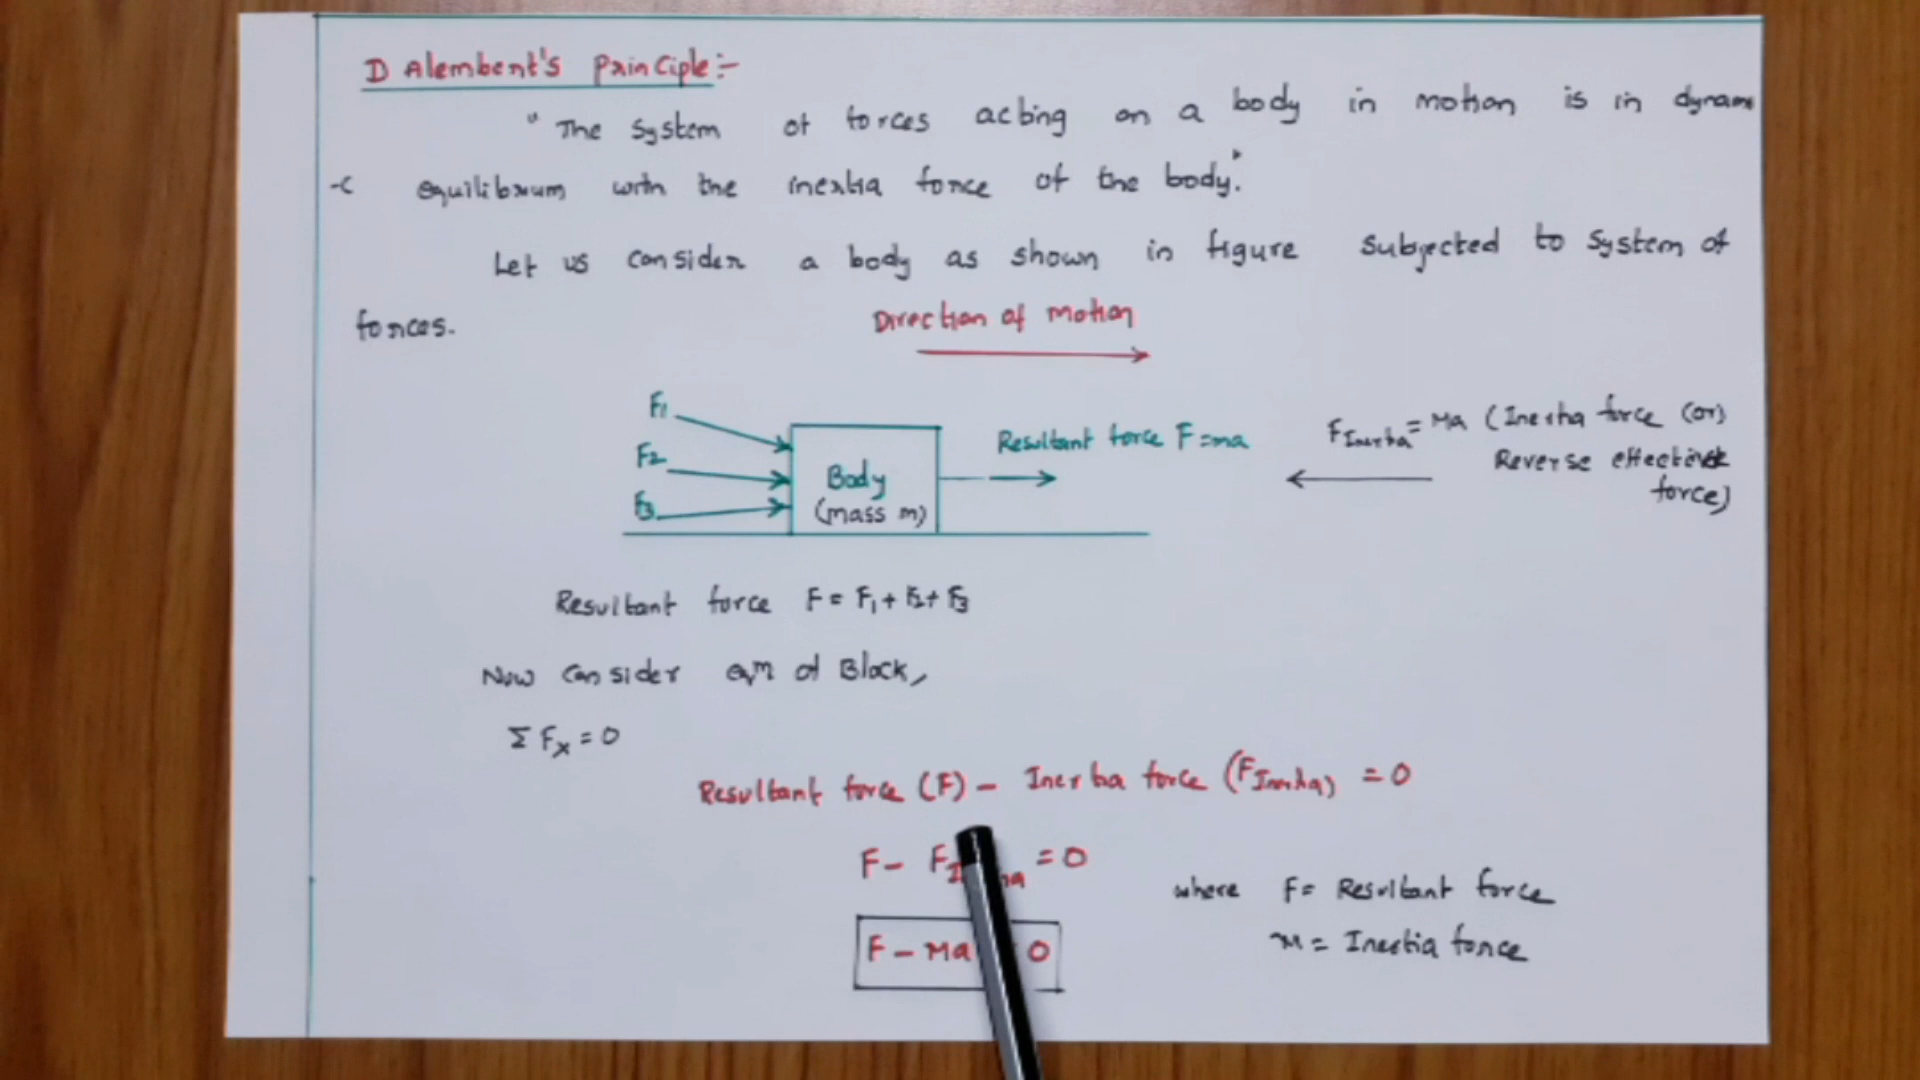 D Alembert's Principle:-
"The System of forces acting on a body in motion is in dynami
-c equilibrium with the inertia force of the body."
Let us consider a body as shown in figure subjected to System of
forces.
Direction of motion
F1
F2
F3
Body
(mass m)
Resultant force F=ma
FInertia = Ma (Inertia force (or)
Reverse effective
force)
Resultant force F = F1 + F2 + F3
Now Consider eqm of Block,
Σ Fx = 0
Resultant force (F) - Inertia force (FInertia) = 0
F - = 0
where F = Resultant force
F - Ma 0
m = Inertia force